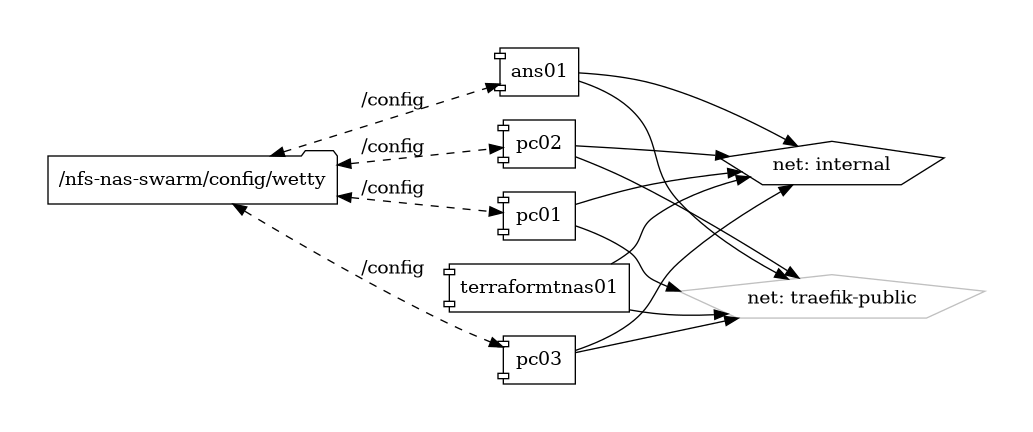 ans01
/config
pc02
/config
net: internal
/nfs-nas-swarm/config/wetty
/config
pc01
/config
terraformtnas01
net: traefik-public
pc03